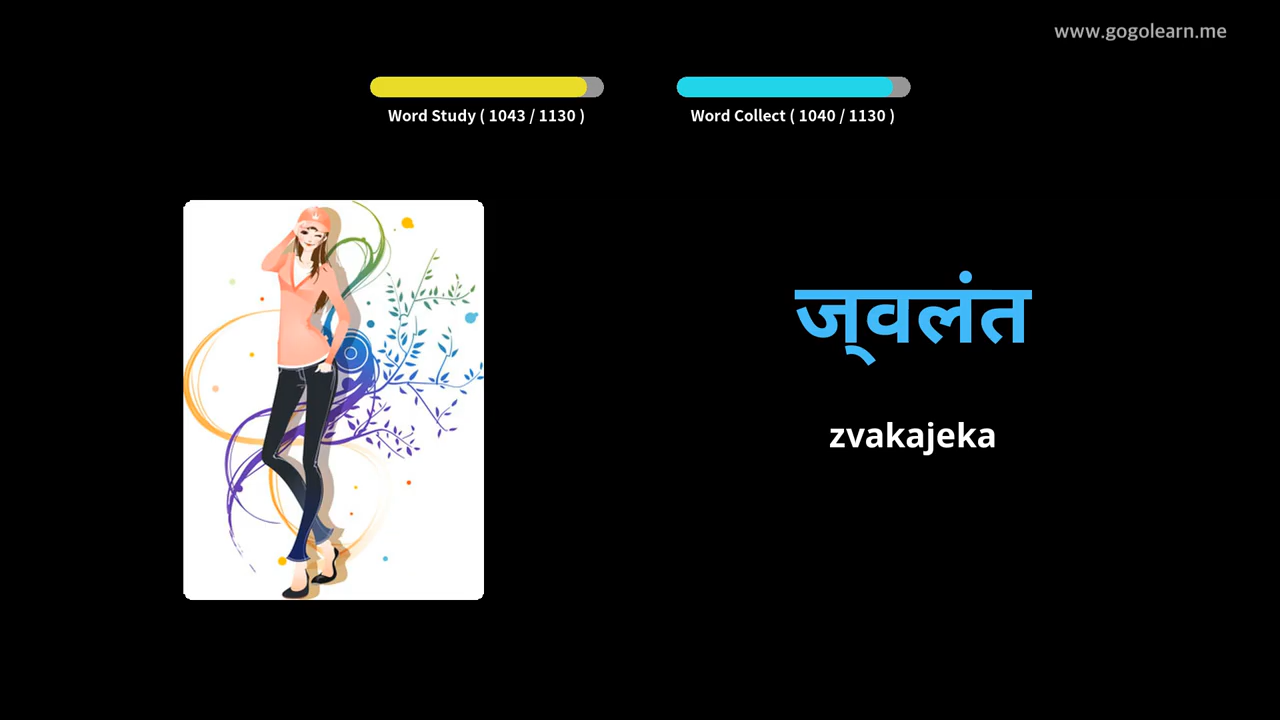 www.gogolearn.me
Word Study ( 1043 / 1130 )
Word Collect ( 1040 / 1130 )
ज्‌वलंत
zvakajeka